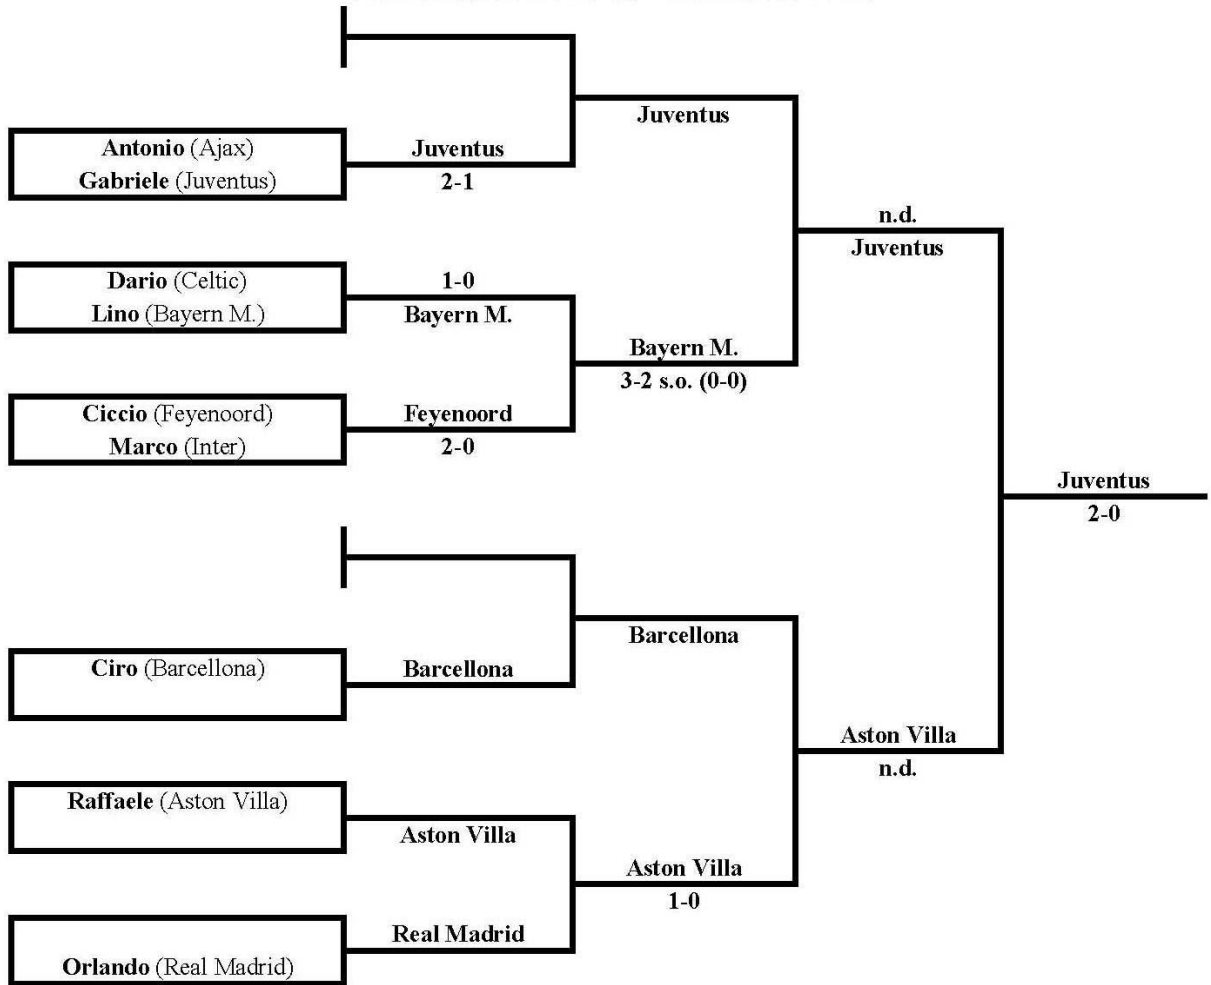 Juventus
Antonio (Ajax)
Gabriele (Juventus)
Juventus
2-1
n.d.
Juventus
Dario (Celtic)
Lino (Bayern M.)
1-0
Bayern M.
Bayern M.
3-2 s.o. (0-0)
Ciccio (Feyenoord)
Marco (Inter)
Feyenoord
2-0
Juventus
2-0
Barcellona
Ciro (Barcellona)
Barcellona
Aston Villa
n.d.
Raffaele (Aston Villa)
Aston Villa
Aston Villa
1-0
Real Madrid
Orlando (Real Madrid)